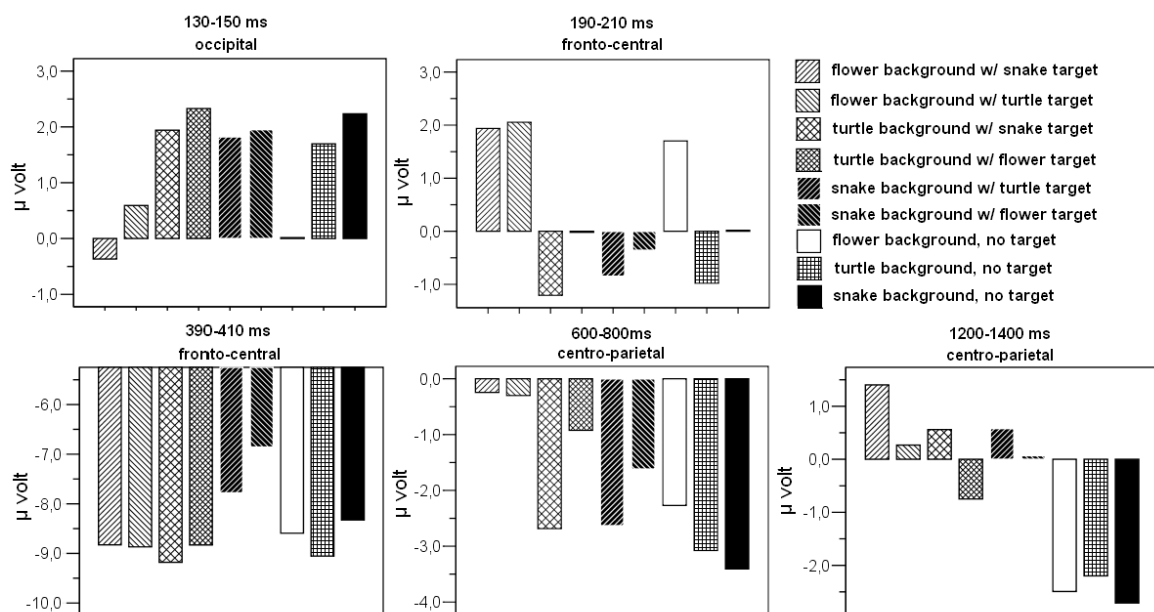 130-150 ms
occipital
3,0
2,0
1,0
0,0
-1,0
µ volt
190-210 ms
fronto-central
3,0
2,0
1,0
0,0
-1,0
µ volt
flower background w/ snake target
flower background w/ turtle target
turtle background w/ snake target
turtle background w/ flower target
snake background w/ turtle target
snake background w/ flower target
flower background, no target
turtle background, no target
snake background, no target
390-410 ms
fronto-central
-6,0
-7,0
-8,0
-9,0
-10,0
µ volt
600-800ms
centro-parietal
0,0
-1,0
-2,0
-3,0
-4,0
µ volt
1200-1400 ms
centro-parietal
1,0
0,0
-1,0
-2,0
µ volt